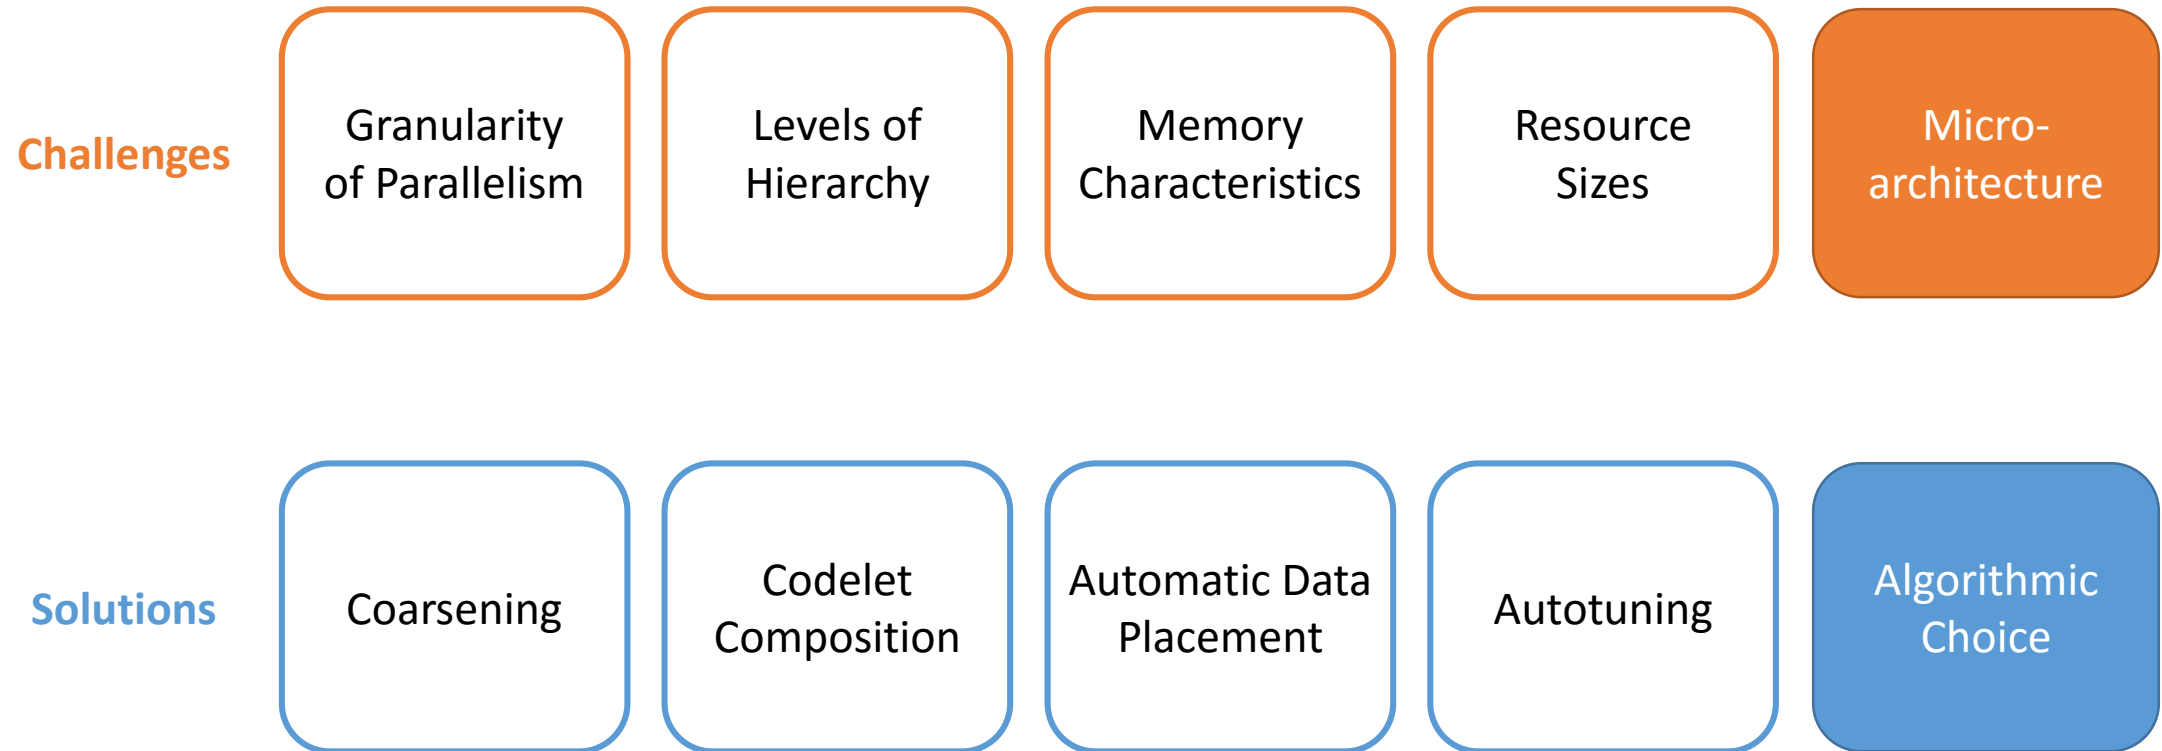 Challenges
Granularity
of Parallelism
Levels of
Hierarchy
Memory
Characteristics
Resource
Sizes
Micro-
architecture
Solutions
Coarsening
Codelet
Composition
Automatic Data
Placement
Autotuning
Algorithmic
Choice